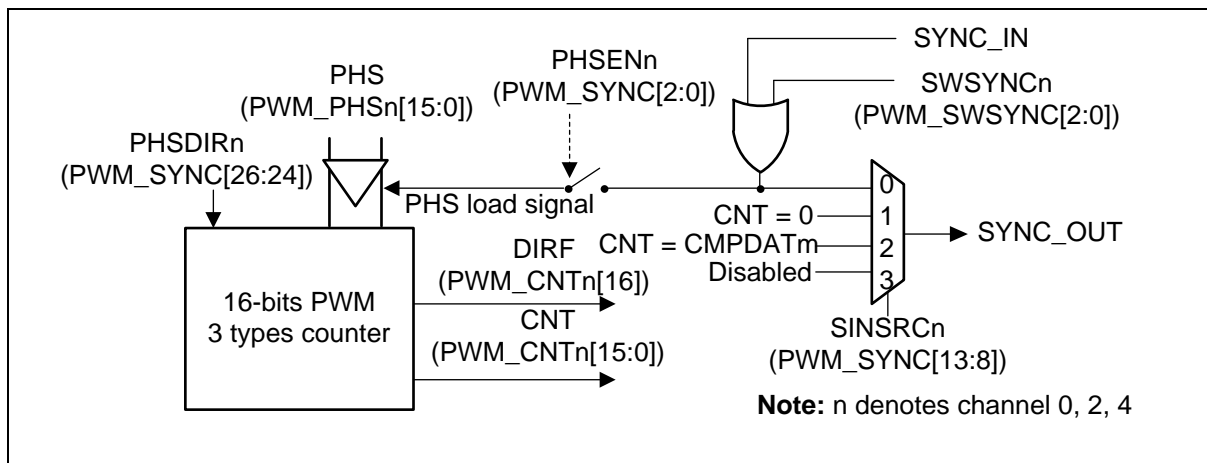 SYNC_IN
PHSENn
(PWM_SYNC[2:0])
PHS
(PWM_PHSn[15:0])
SWSYNCn
(PWM_SWSYNC[2:0])
PHSDIRn
(PWM_SYNC[26:24])
0
PHS load signal
CNT = 0
1
SYNC_OUT
CNT = CMPDATm
2
DIRF
(PWM_CNTn[16])
Disabled
3
16-bits PWM
3 types counter
CNT
(PWM_CNTn[15:0])
SINSRCn
(PWM_SYNC[13:8])
Note: n denotes channel 0, 2, 4